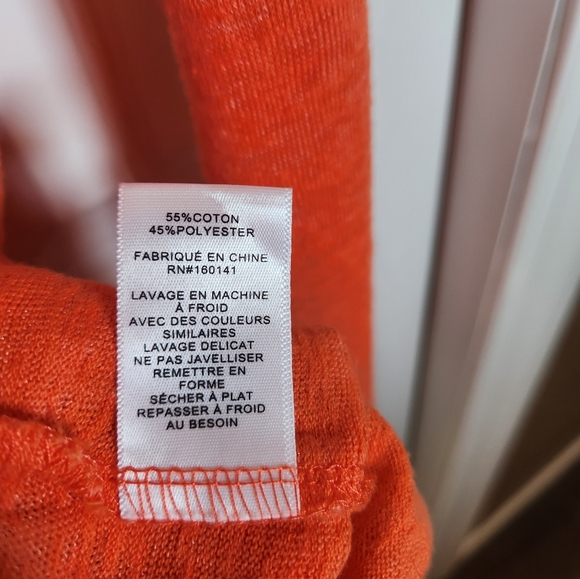 55%COTON
45%POLYESTER
FABRIQUÉ EN CHINE
RN#160141
LAVAGE EN MACHINE
À FROID
AVEC DES COULEURS
SIMILAIRES
LAVAGE DELICAT
NE PAS JAVELLISER
REMETTRE EN
FORME
SÉCHER À PLAT
REPASSER À FROID
AU BESOIN